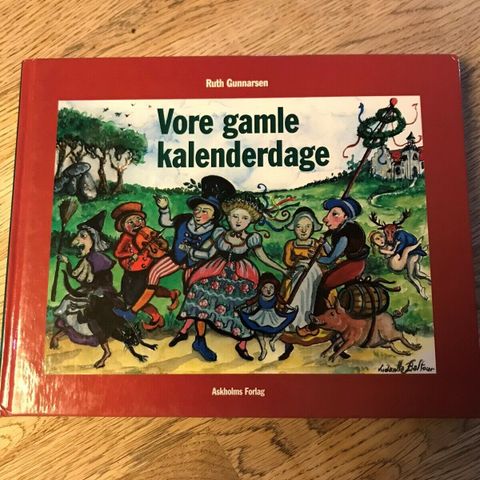 Ruth Gunnarsen
Vore gamle
kalenderdage
Askholms Forlag